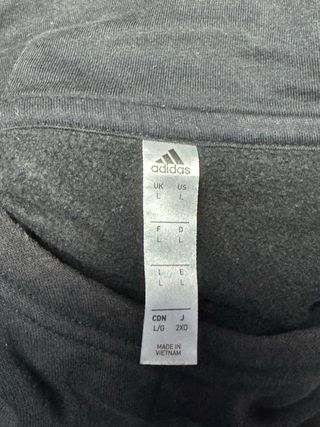 adidas
UK US
L L
F D
L L
I E
L L
CDN J
L/G 2XO
MADE IN
VIETNAM